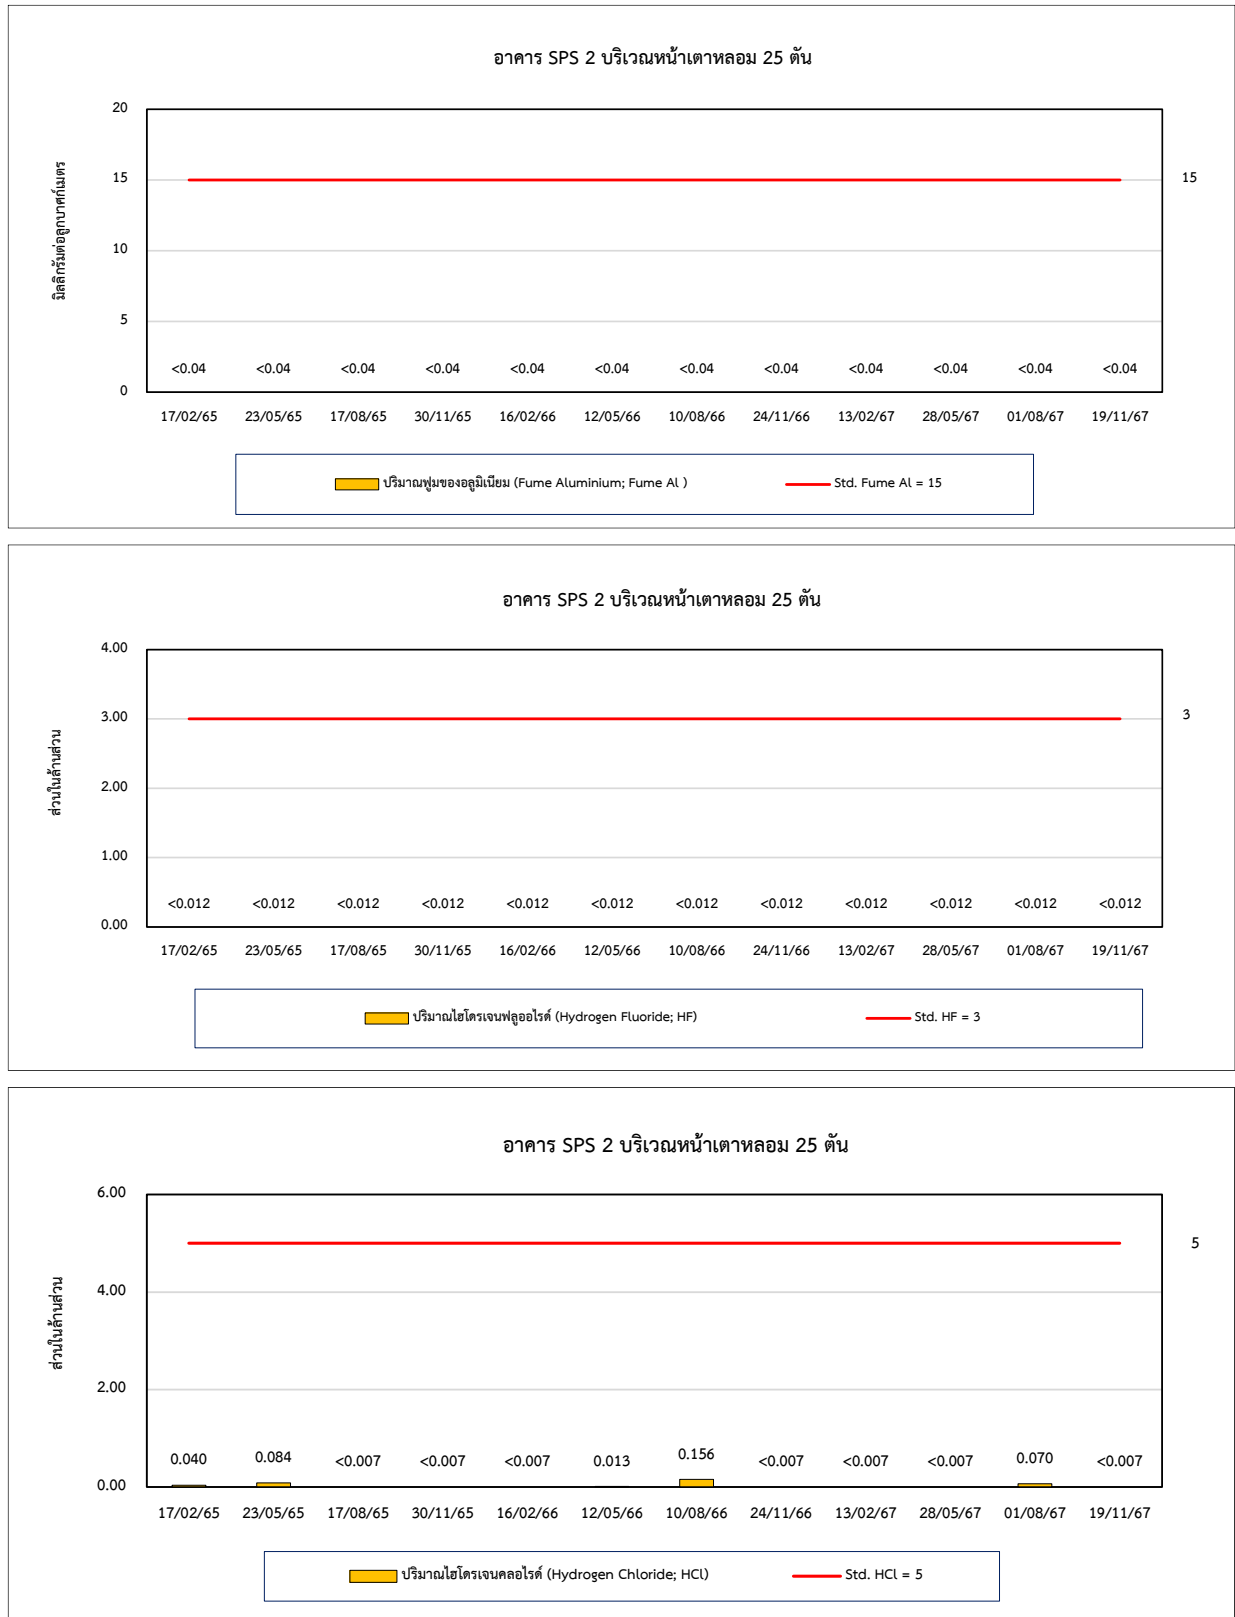 อาคาร SPS 2 บริเวณหน้าเตาหลอม 25 ตัน
มิลลิกรัมต่อลูกบาศก์เมตร
20
15
10
5
0
15
<0.04 <0.04 <0.04 <0.04 <0.04 <0.04 <0.04 <0.04 <0.04 <0.04 <0.04 <0.04
17/02/65 23/05/65 17/08/65 30/11/65 16/02/66 12/05/66 10/08/66 24/11/66 13/02/67 28/05/67 01/08/67 19/11/67
ปริมาณฟูมของอลูมิเนียม (Fume Aluminium; Fume Al ) Std. Fume Al = 15
อาคาร SPS 2 บริเวณหน้าเตาหลอม 25 ตัน
ส่วนในล้านส่วน
4.00
3.00
2.00
1.00
0.00
3
<0.012 <0.012 <0.012 <0.012 <0.012 <0.012 <0.012 <0.012 <0.012 <0.012 <0.012 <0.012
17/02/65 23/05/65 17/08/65 30/11/65 16/02/66 12/05/66 10/08/66 24/11/66 13/02/67 28/05/67 01/08/67 19/11/67
ปริมาณไฮโดรเจนฟลูออไรด์ (Hydrogen Fluoride; HF) Std. HF = 3
อาคาร SPS 2 บริเวณหน้าเตาหลอม 25 ตัน
ส่วนในล้านส่วน
6.00
4.00
2.00
0.00
5
0.040 0.084 <0.007 <0.007 <0.007 0.013 0.156 <0.007 <0.007 <0.007 0.070 <0.007
17/02/65 23/05/65 17/08/65 30/11/65 16/02/66 12/05/66 10/08/66 24/11/66 13/02/67 28/05/67 01/08/67 19/11/67
ปริมาณไฮโดรเจนคลอไรด์ (Hydrogen Chloride; HCl) Std. HCl = 5